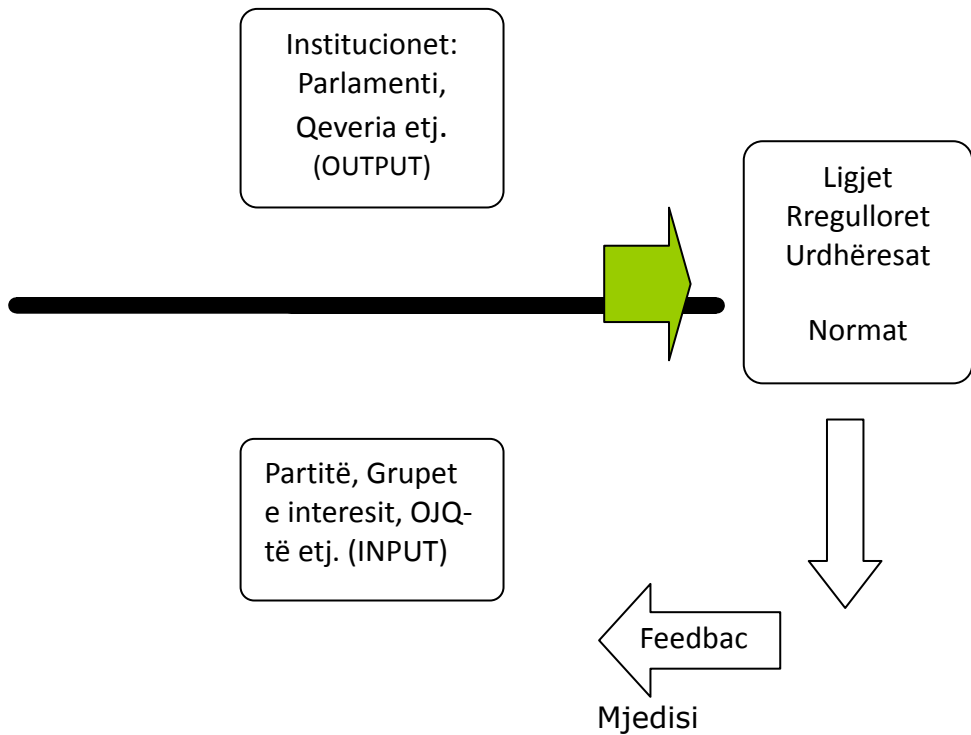 Institucionet:
Parlamenti,
Qeveria etj.
(OUTPUT)
Ligjet
Rregulloret
Urdhëresat
Normat
Partitë, Grupet
e interesit, OJQ-
të etj. (INPUT)
Feedbac
Mjedisi